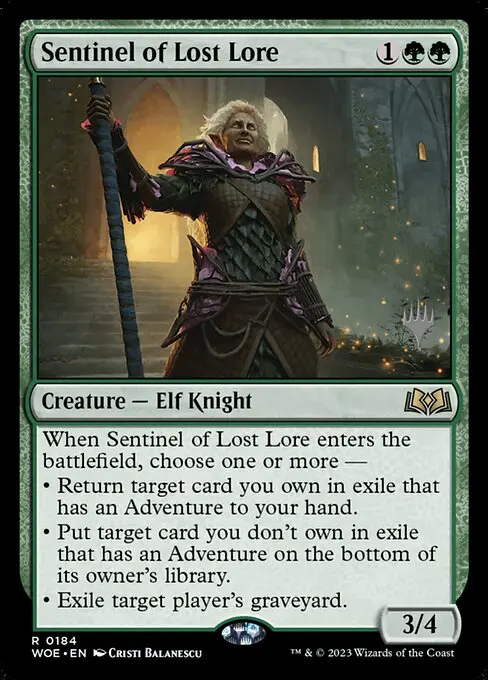 Sentinel of Lost Lore 1
Creature — Elf Knight
When Sentinel of Lost Lore enters the
battlefield, choose one or more —
• Return target card you own in exile that
has an Adventure to your hand.
• Put target card you don't own in exile
that has an Adventure on the bottom of
its owner's library.
• Exile target player's graveyard.
3/4
R 0184
WOE • EN Cristi Balanescu
™ & © 2023 Wizards of the Coast